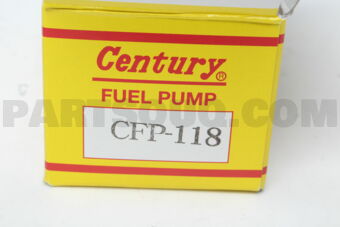 Century®
FUEL PUMP
PARTSOUQ.COM
CFP-118